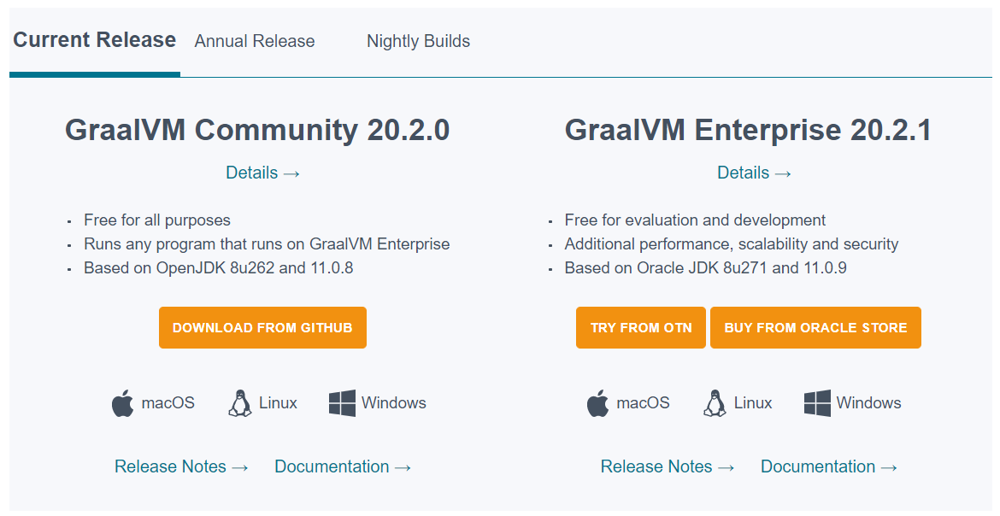 Current Release Annual Release Nightly Builds
GraalVM Community 20.2.0
Details →
▪ Free for all purposes
▪ Runs any program that runs on GraalVM Enterprise
▪ Based on OpenJDK 8u262 and 11.0.8
DOWNLOAD FROM GITHUB
macOS Linux Windows
Release Notes → Documentation →
GraalVM Enterprise 20.2.1
Details →
▪ Free for evaluation and development
▪ Additional performance, scalability and security
▪ Based on Oracle JDK 8u271 and 11.0.9
TRY FROM OTN BUY FROM ORACLE STORE
macOS Linux Windows
Release Notes → Documentation →